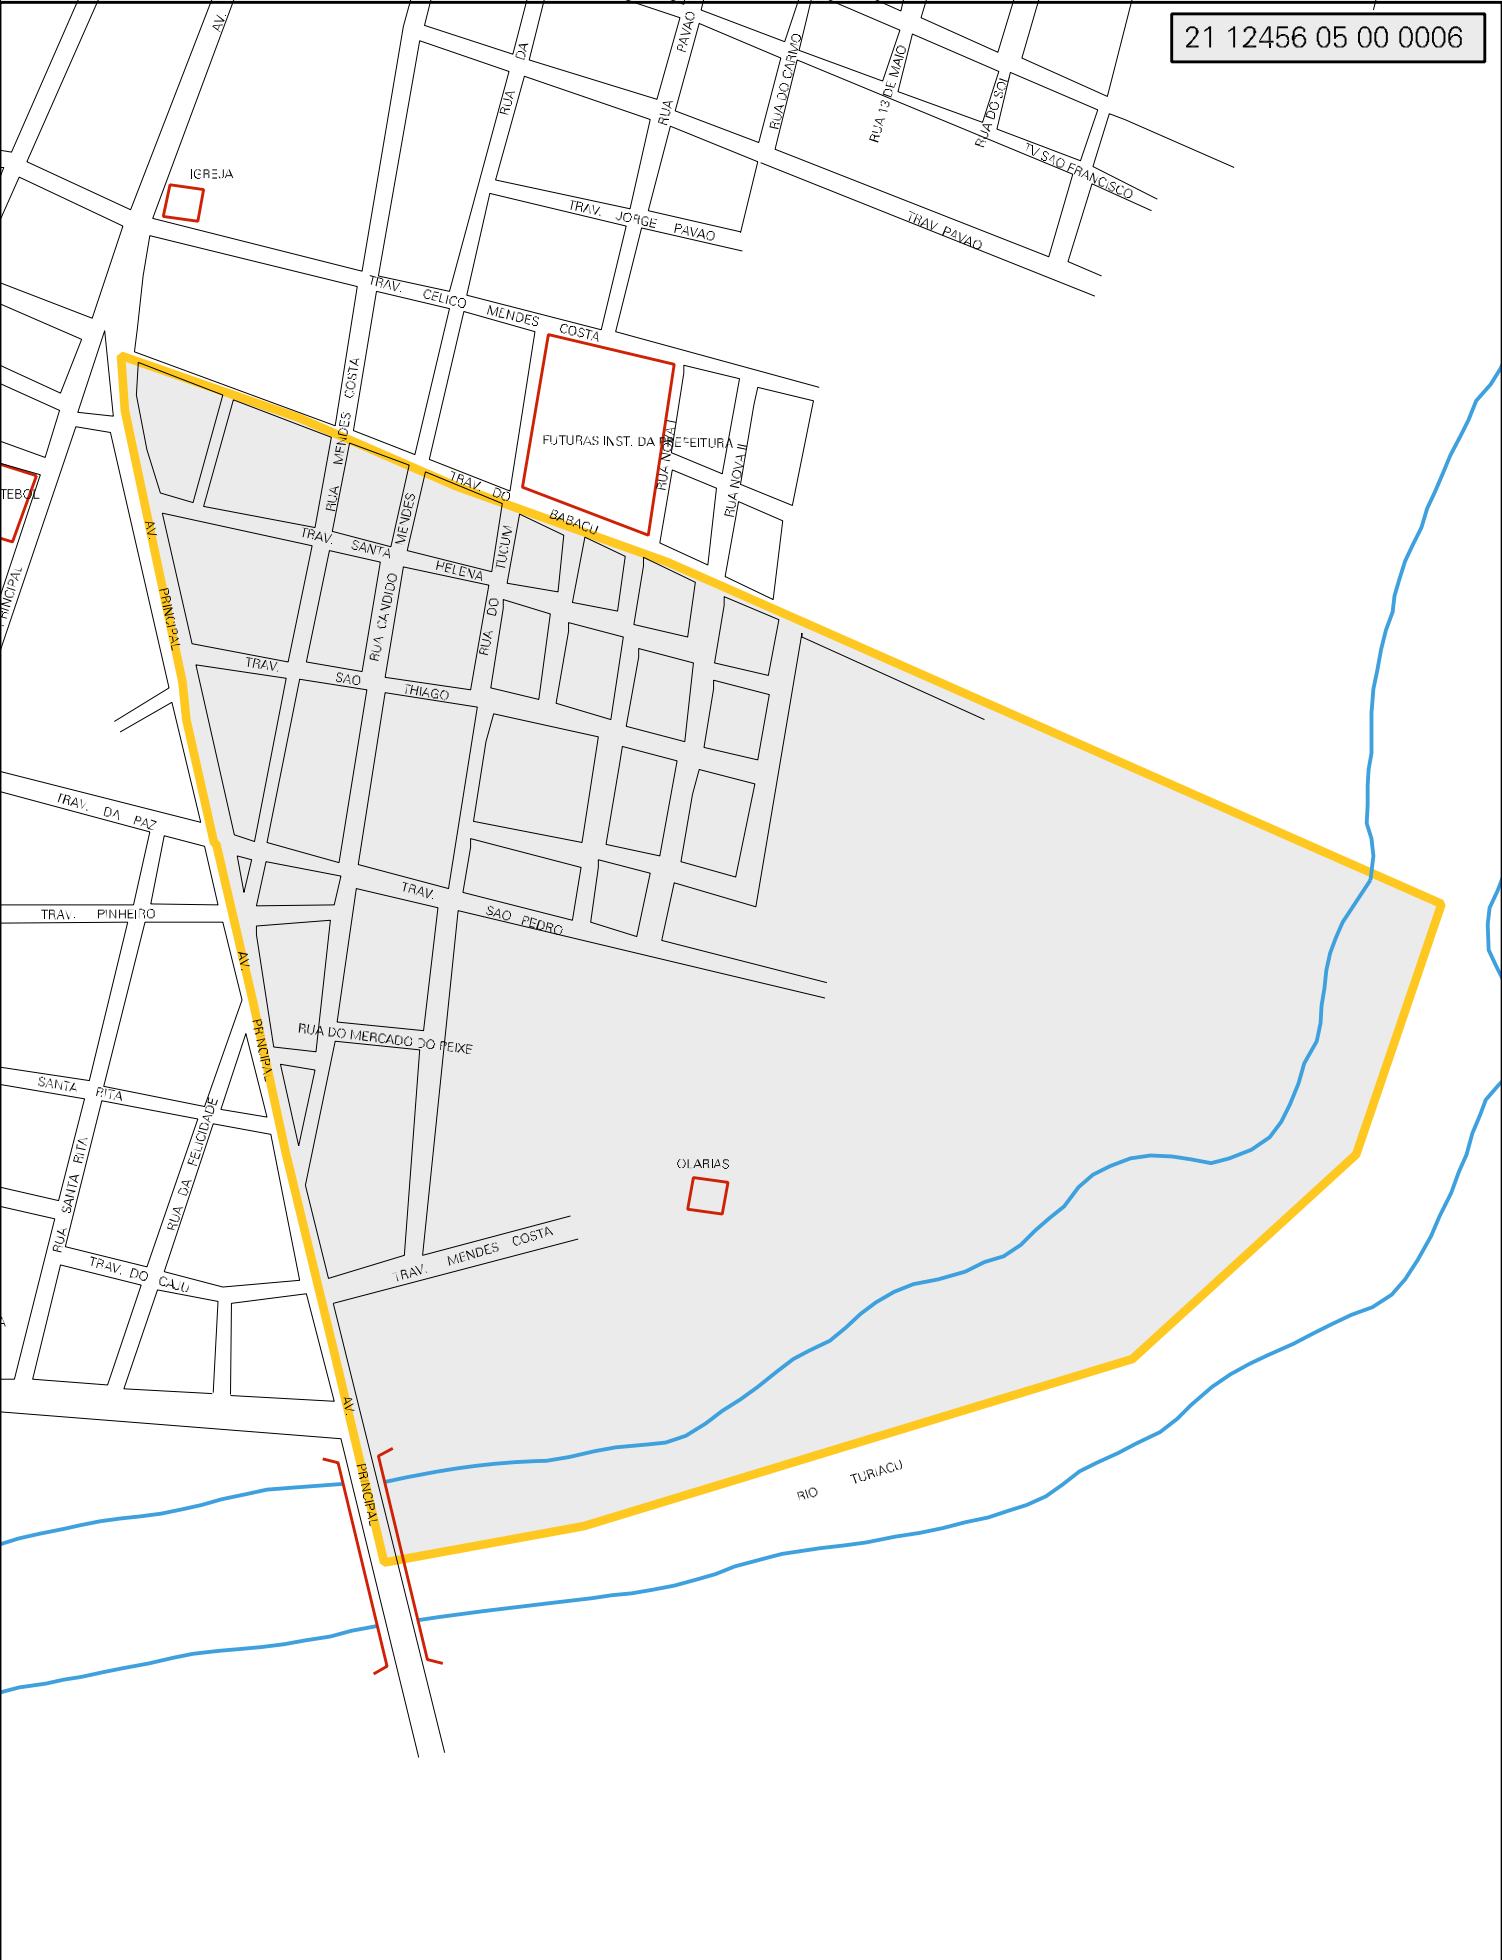 21 12456 05 00 0006
AV.
RUA DA
RUA PAVAO
RUA DO CARMO
RUA 13 DE MAIO
RUA DO SOL
TV SAO FRANCISCO
IGREJA
TRAV. JORGE PAVAO
TRAV PAVAO
TRAV. CELICO MENDES COSTA
RUA MENDES COSTA
FUTURAS INST. DA PREFEITURA
RUA NOVA I
RUA NOVA II
TRAV. DO BABACU
TEBOL
AV. PRINCIPAL
TRAV. SANTA HELENA
RUA CANDIDO MENDES
RUA DO TUCUM
RINCIPAL
TRAV. SAO THIAGO
TRAV. DA PAZ
TRAV. PINHEIRO
TRAV. SAO PEDRO
AV. PRINCIPAL
RUA DO MERCADO DO PEIXE
SANTA RITA
RUA SANTA RITA
RUA DA FELICIDADE
OLARIAS
TRAV. DO CAJU
TRAV. MENDES COSTA
AV. PRINCIPAL
RIO TURIACU